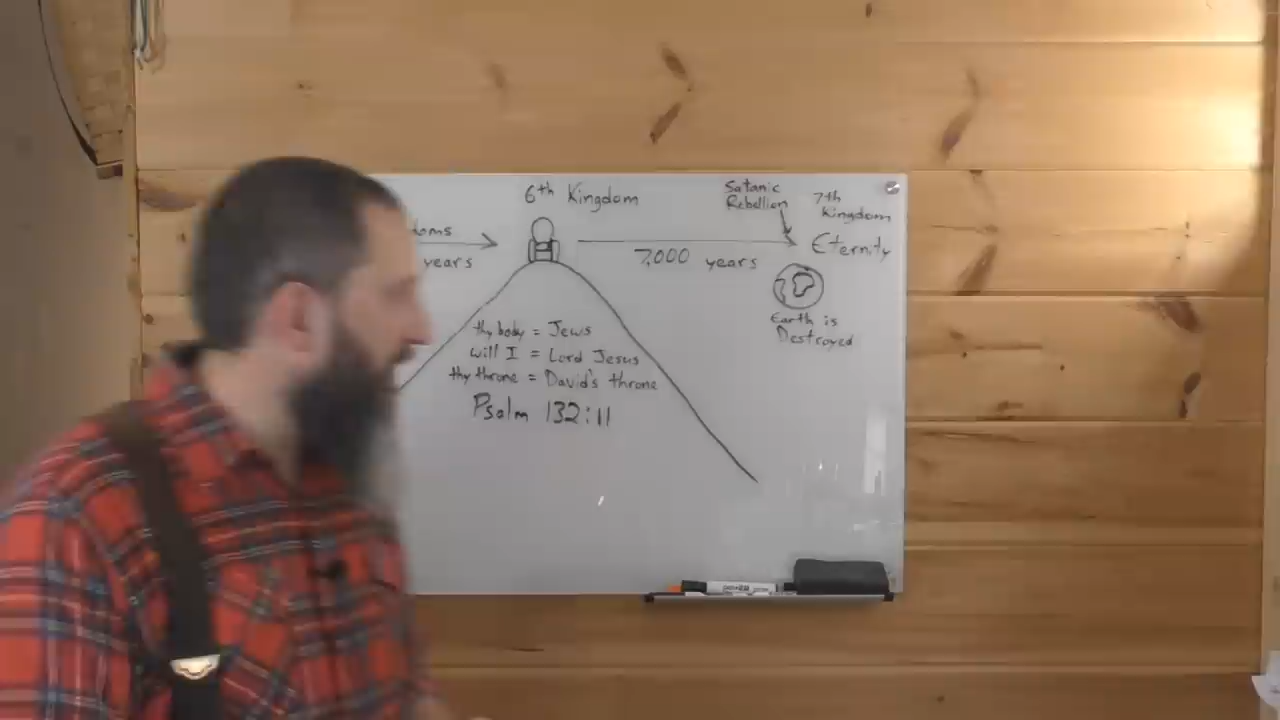 6th Kingdom
Satanic
Rebellion
7th
Kingdom
years
7,000 years
Eternity
thy body = Jews
will I = Lord Jesus
thy throne = David's throne
Psalm 132:11
Earth is
Destroyed